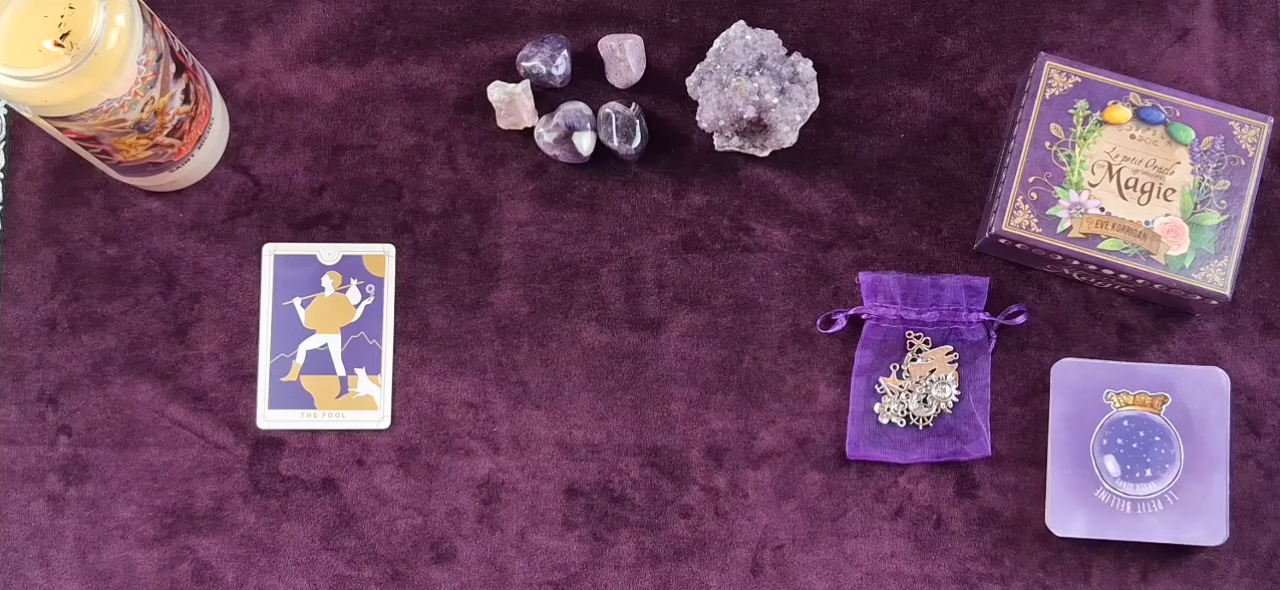 THE FOOL
Le petit Oracle
Magie
EVE KORRIGAN
Magie
LE PETIT BELLINE